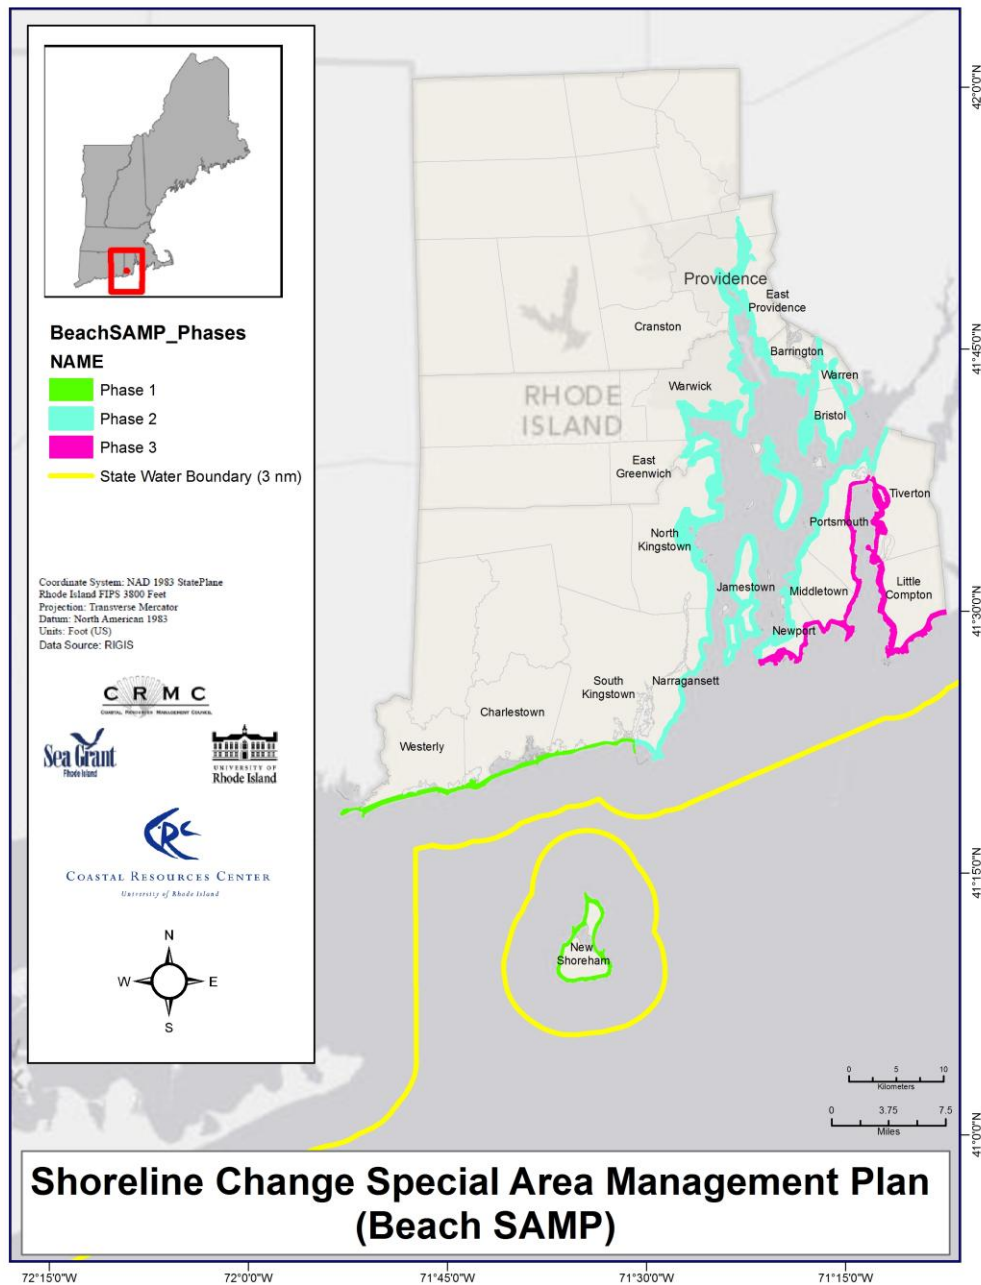 BeachSAMP_Phases
NAME
Phase 1
Phase 2
Phase 3
State Water Boundary (3 nm)
Coordinate System: NAD 1983 StatePlane
Rhode Island FIPS 3800 Feet
Projection: Transverse Mercator
Datum: North American 1983
Units: Foot (US)
Data Source: RIGIS
C R M C
COASTAL RESOURCES MANAGEMENT COUNCIL
Sea Grant
Rhode Island
UNIVERSITY OF
Rhode Island
CRC
COASTAL RESOURCES CENTER
University of Rhode Island
N
W
E
S
Providence
East
Providence
Cranston
Barrington
Warren
Warwick
RHODE
ISLAND
Bristol
East
Greenwich
Tiverton
Portsmouth
North
Kingstown
Jamestown
Middletown
Little
Compton
Newport
South
Kingstown
Narragansett
Charlestown
Westerly
New
Shoreham
0 5 10
Kilometers
0 3.75 7.5
Miles
42°0'0"N
41°45'0"N
41°30'0"N
41°15'0"N
41°0'0"N
Shoreline Change Special Area Management Plan
(Beach SAMP)
72°15'0"W 72°0'0"W 71°45'0"W 71°30'0"W 71°15'0"W